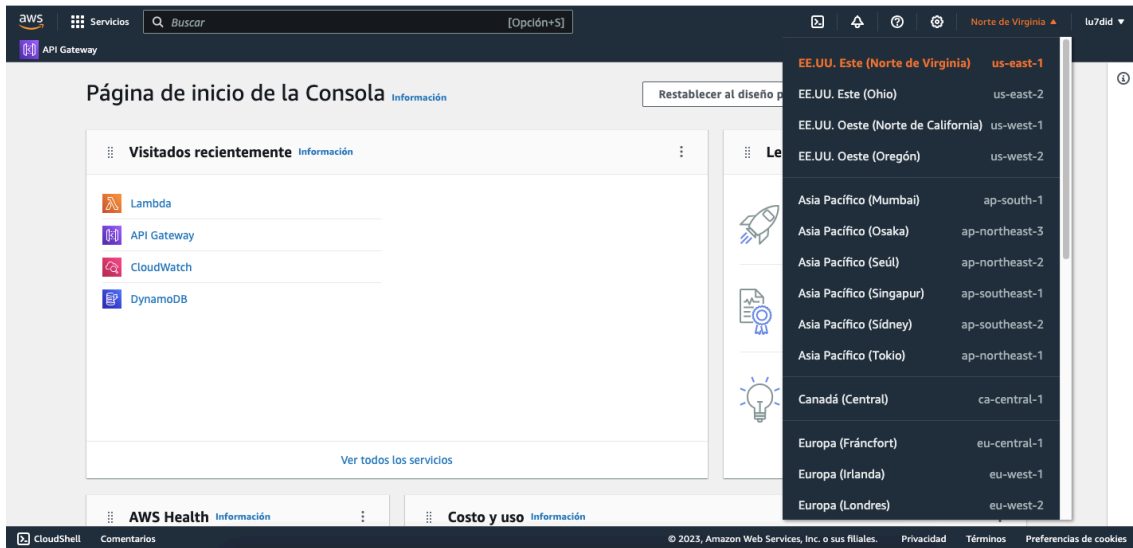 aws Servicios Buscar [Opción+S] Norte de Virginia ▲ lu7did ▼
API Gateway
Página de inicio de la Consola Información
Restablecer al diseño p
Visitados recientemente Información
Lambda
API Gateway
CloudWatch
DynamoDB
Ver todos los servicios
Le
EE.UU. Este (Norte de Virginia) us-east-1
EE.UU. Este (Ohio) us-east-2
EE.UU. Oeste (Norte de California) us-west-1
EE.UU. Oeste (Oregón) us-west-2
Asia Pacífico (Mumbai) ap-south-1
Asia Pacífico (Osaka) ap-northeast-3
Asia Pacífico (Seúl) ap-northeast-2
Asia Pacífico (Singapur) ap-southeast-1
Asia Pacífico (Sídney) ap-southeast-2
Asia Pacífico (Tokio) ap-northeast-1
Canadá (Central) ca-central-1
Europa (Fráncfort) eu-central-1
Europa (Irlanda) eu-west-1
Europa (Londres) eu-west-2
AWS Health Información
Costo y uso Información
CloudShell Comentarios © 2023, Amazon Web Services, Inc. o sus filiales. Privacidad Términos Preferencias de cookies